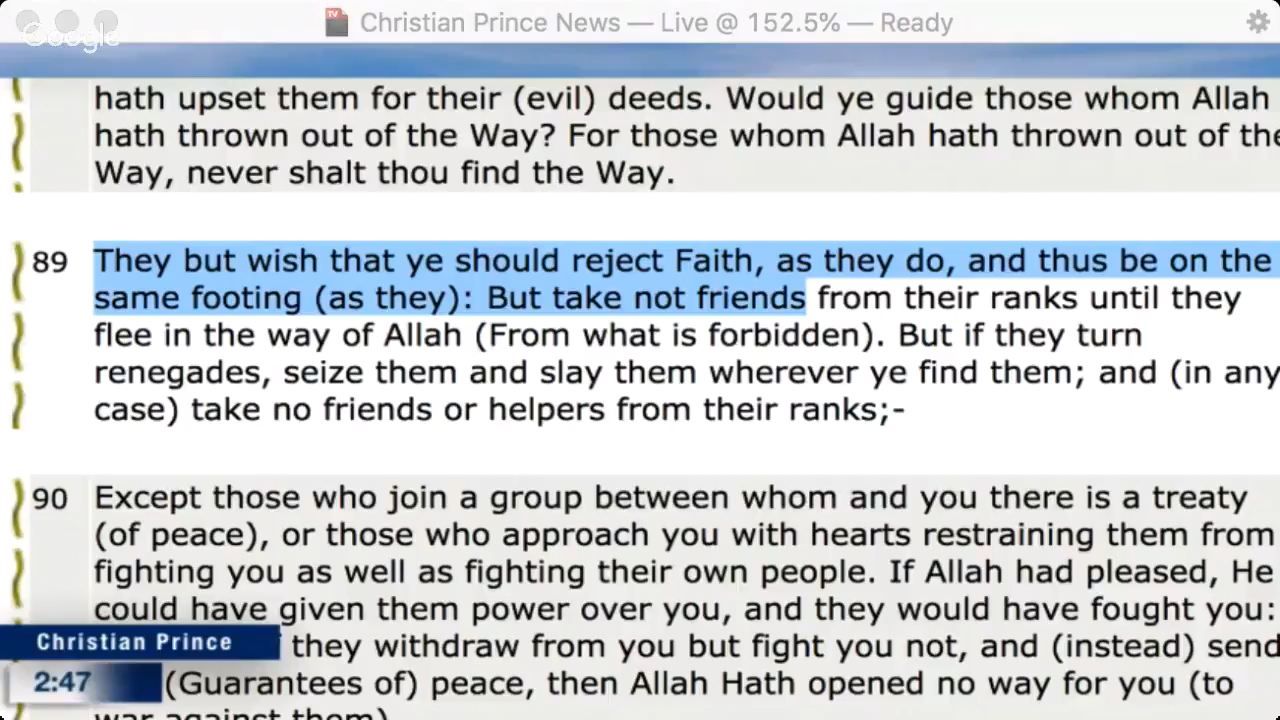 Christian Prince News — Live @ 152.5% — Ready
Google
hath upset them for their (evil) deeds. Would ye guide those whom Allah
hath thrown out of the Way? For those whom Allah hath thrown out of the
Way, never shalt thou find the Way.
89 They but wish that ye should reject Faith, as they do, and thus be on the
same footing (as they): But take not friends from their ranks until they
flee in the way of Allah (From what is forbidden). But if they turn
renegades, seize them and slay them wherever ye find them; and (in any
case) take no friends or helpers from their ranks;-
90 Except those who join a group between whom and you there is a treaty
(of peace), or those who approach you with hearts restraining them from
fighting you as well as fighting their own people. If Allah had pleased, He
could have given them power over you, and they would have fought you:
they withdraw from you but fight you not, and (instead) send
(Guarantees of) peace, then Allah Hath opened no way for you (to
war against them).
Christian Prince
2:47